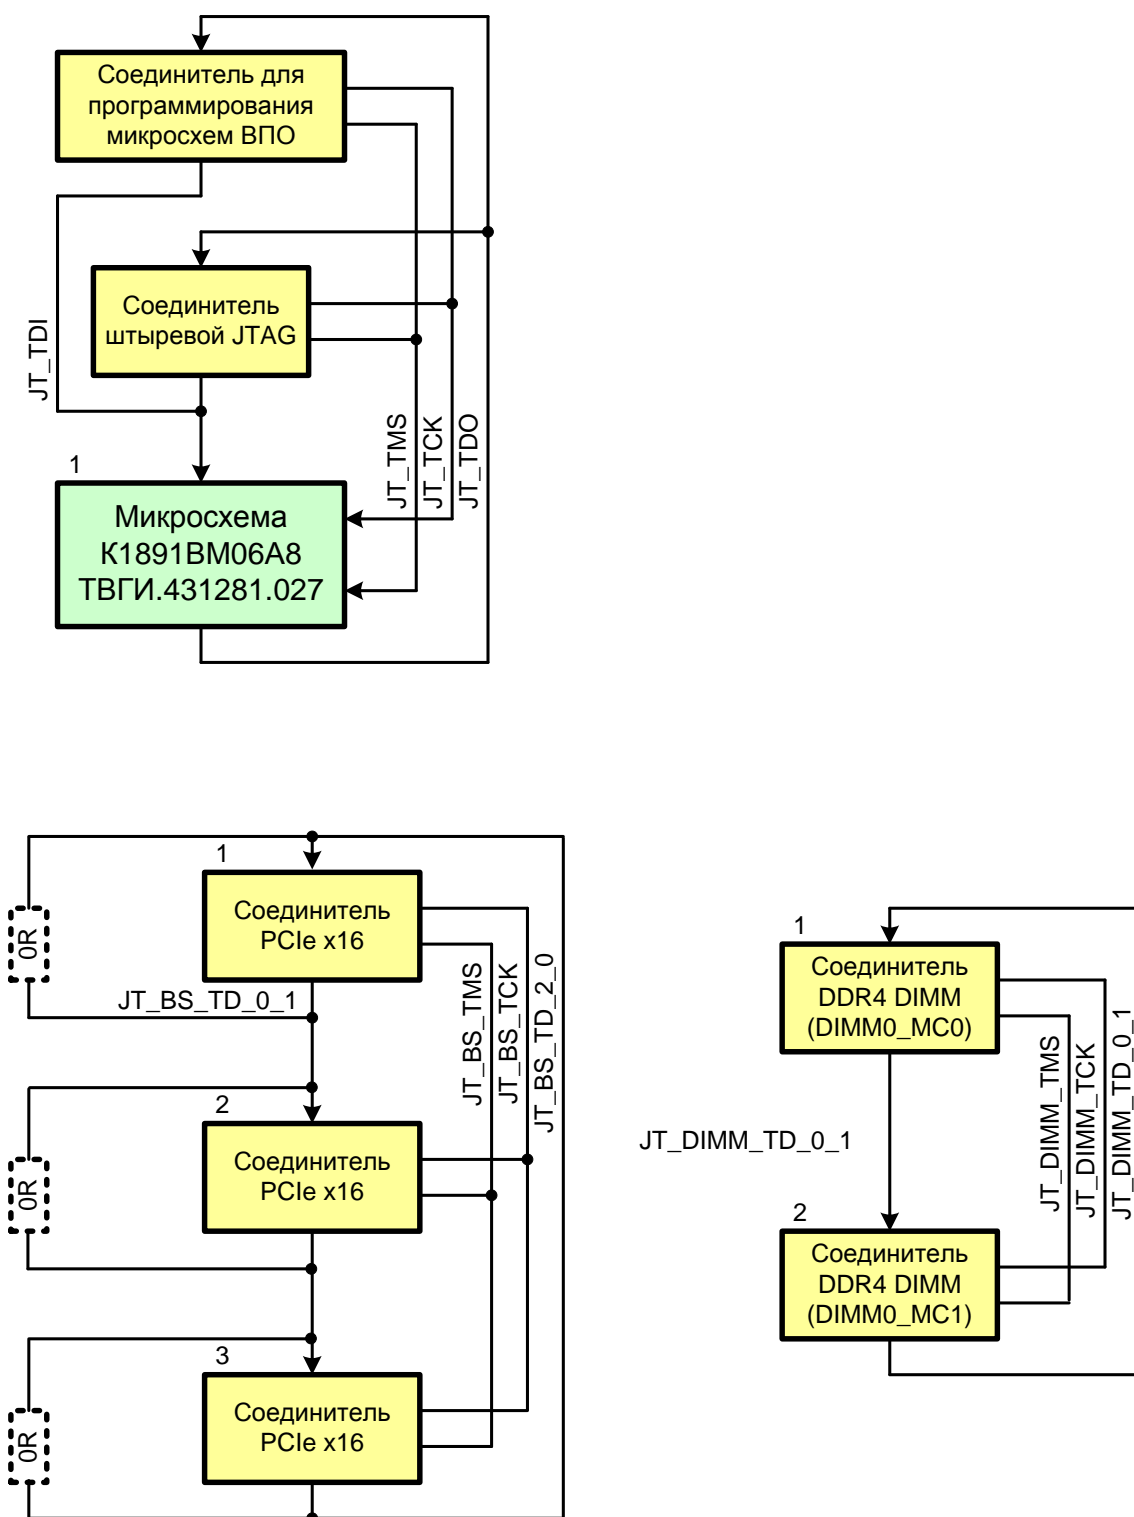 Соединитель для
программирования
микросхем ВПО
Соединитель
штыревой JTAG
JT_TDI
JT_TMS
JT_TCK
JT_TDO
1
Микросхема
К1891ВМ06А8
ТВГИ.431281.027
1
Соединитель
PCIe x16
0R
JT_BS_TD_0_1
JT_BS_TMS
JT_BS_TCK
JT_BS_TD_2_0
2
Соединитель
PCIe x16
0R
3
Соединитель
PCIe x16
0R
1
Соединитель
DDR4 DIMM
(DIMM0_MC0)
JT_DIMM_TD_0_1
JT_DIMM_TMS
JT_DIMM_TCK
JT_DIMM_TD_0_1
2
Соединитель
DDR4 DIMM
(DIMM0_MC1)